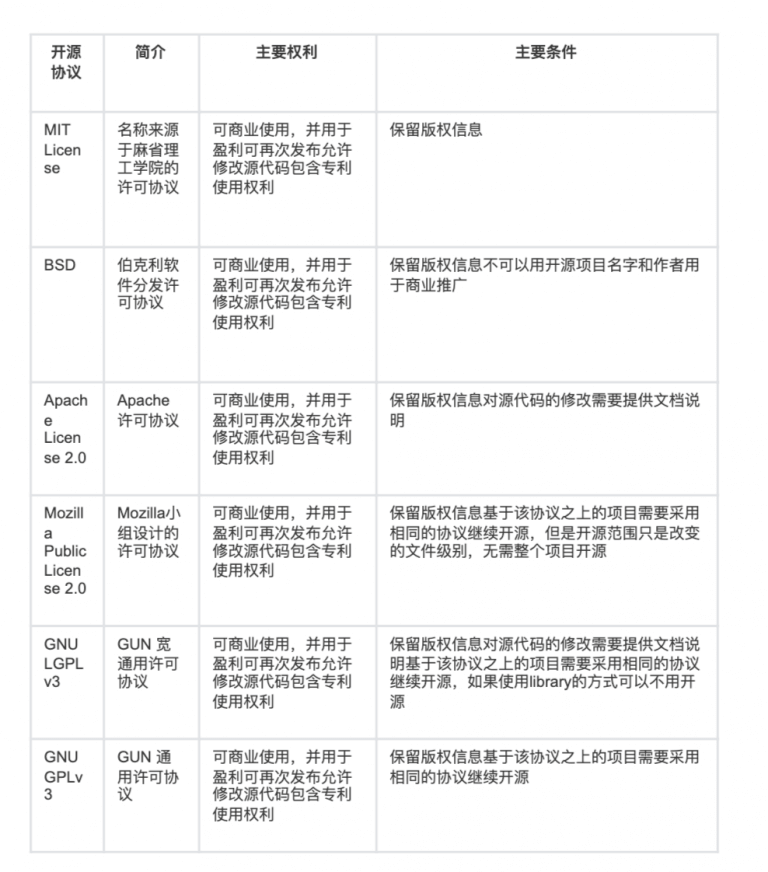 开源
协议
简介
主要权利
主要条件
MIT
Licen
se
名称来源
于麻省理
工学院的
许可协议
可商业使用，并用于
盈利可再次发布允许
修改源代码包含专利
使用权利
保留版权信息
BSD
伯克利软
件分发许
可协议
可商业使用，并用于
盈利可再次发布允许
修改源代码包含专利
使用权利
保留版权信息不可以用开源项目名字和作者用
于商业推广
Apach
e
Licen
se 2.0
Apache
许可协议
可商业使用，并用于
盈利可再次发布允许
修改源代码包含专利
使用权利
保留版权信息对源代码的修改需要提供文档说
明
Mozill
a
Public
Licen
se 2.0
Mozilla小
组设计的
许可协议
可商业使用，并用于
盈利可再次发布允许
修改源代码包含专利
使用权利
保留版权信息基于该协议之上的项目需要采用
相同的协议继续开源，但是开源范围只是改变
的文件级别，无需整个项目开源
GNU
LGPL
v3
GUN 宽
通用许可
协议
可商业使用，并用于
盈利可再次发布允许
修改源代码包含专利
使用权利
保留版权信息对源代码的修改需要提供文档说
明基于该协议之上的项目需要采用相同的协议
继续开源，如果使用library的方式可以不用开
源
GNU
GPLv
3
GUN 通
用许可协
议
可商业使用，并用于
盈利可再次发布允许
修改源代码包含专利
使用权利
保留版权信息基于该协议之上的项目需要采用
相同的协议继续开源